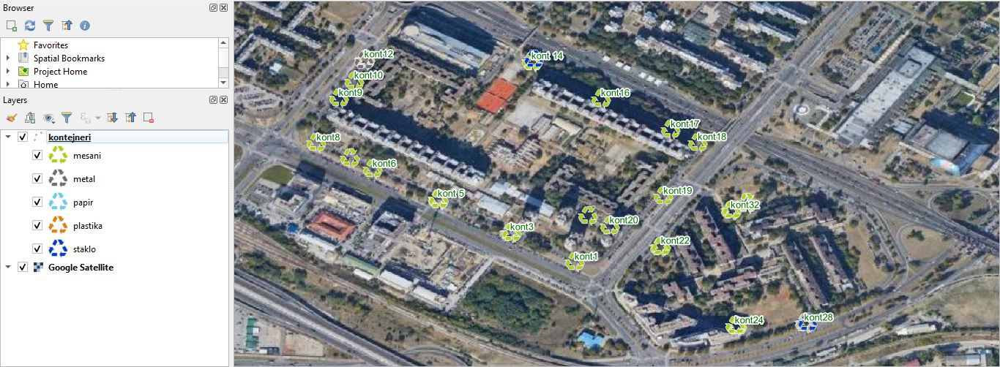 Browser
Favorites
Spatial Bookmarks
Project Home
Home
Layers
kontejneri
mesani
metal
papir
plastika
staklo
Google Satellite
kont12
kont 14
kont10
kont9
kont16
kont17
kont8
kont18
kont6
kont 5
kont19
kont32
kont3
kont20
kont22
kont1
kont24
kont28